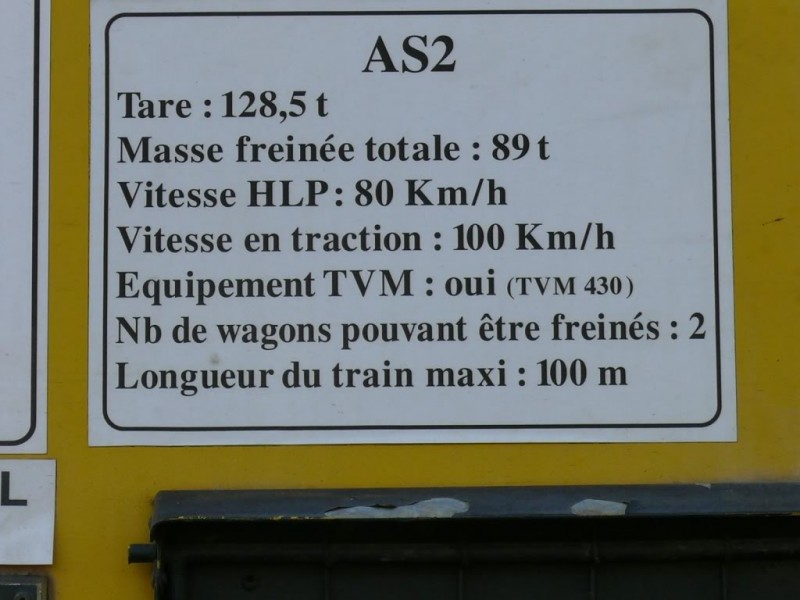 AS2
Tare : 128,5 t
Masse freinée totale : 89 t
Vitesse HLP : 80 Km/h
Vitesse en traction : 100 Km/h
Equipement TVM : oui (TVM 430)
Nb de wagons pouvant être freinés : 2
Longueur du train maxi : 100 m
L